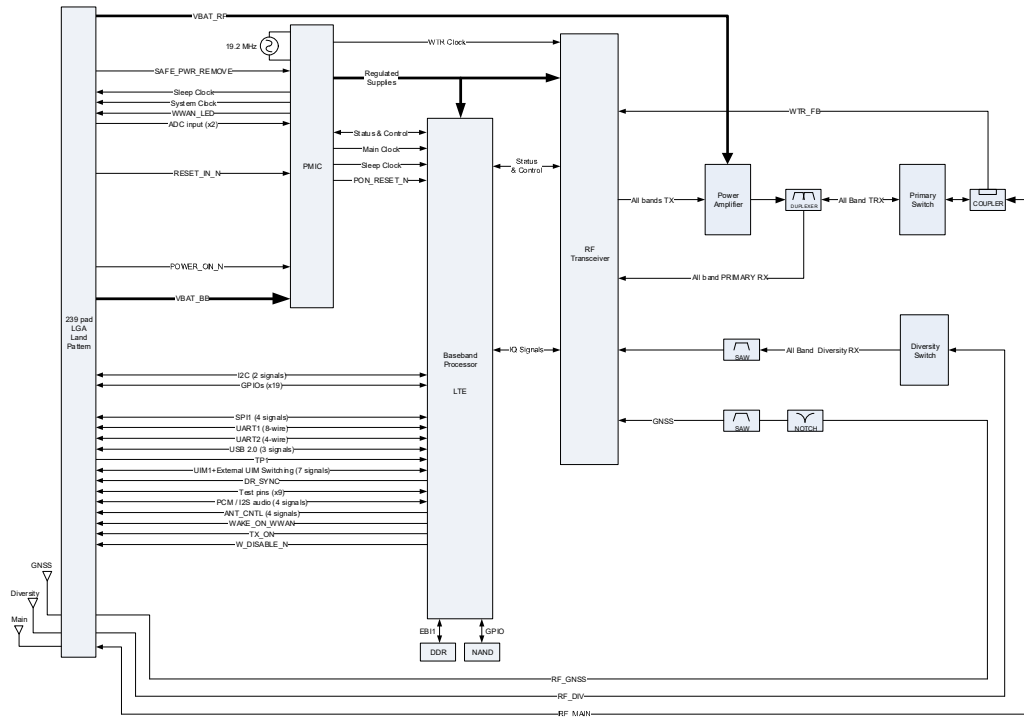 VBAT_RF
19.2 MHz
WTR Clock
SAFE_PWR_REMOVE
Regulated
Supplies
Sleep Clock
System Clock
WWAN_LED
ADC input (x2)
WTR_FB
Status & Control
Main Clock
Sleep Clock
PON_RESET_N
PMIC
RESET_IN_N
Status
& Control
All bands TX
Power
Amplifier
DUPLEXER
All Band TRX
Primary
Switch
COUPLER
RF
Transceiver
POWER_ON_N
All band PRIMARY RX
VBAT_BB
239 pad
LGA
Land
Pattern
Baseband
Processor
LTE
IQ Signals
SAW
All Band Diversity RX
Diversity
Switch
I2C (2 signals)
GPIOs (x19)
SPI1 (4 signals)
UART1 (8-wire)
UART2 (4-wire)
USB 2.0 (3 signals)
TP1
UIM1+External UIM Switching (7 signals)
DR_SYNC
Test pins (x9)
PCM / I2S audio (4 signals)
ANT_CNTL (4 signals)
WAKE_ON_WWAN
TX_ON
W_DISABLE_N
GNSS
SAW
NOTCH
GNSS
Diversity
Main
EBI1
GPIO
DDR
NAND
RF_GNSS
RF_DIV
RF_MAIN